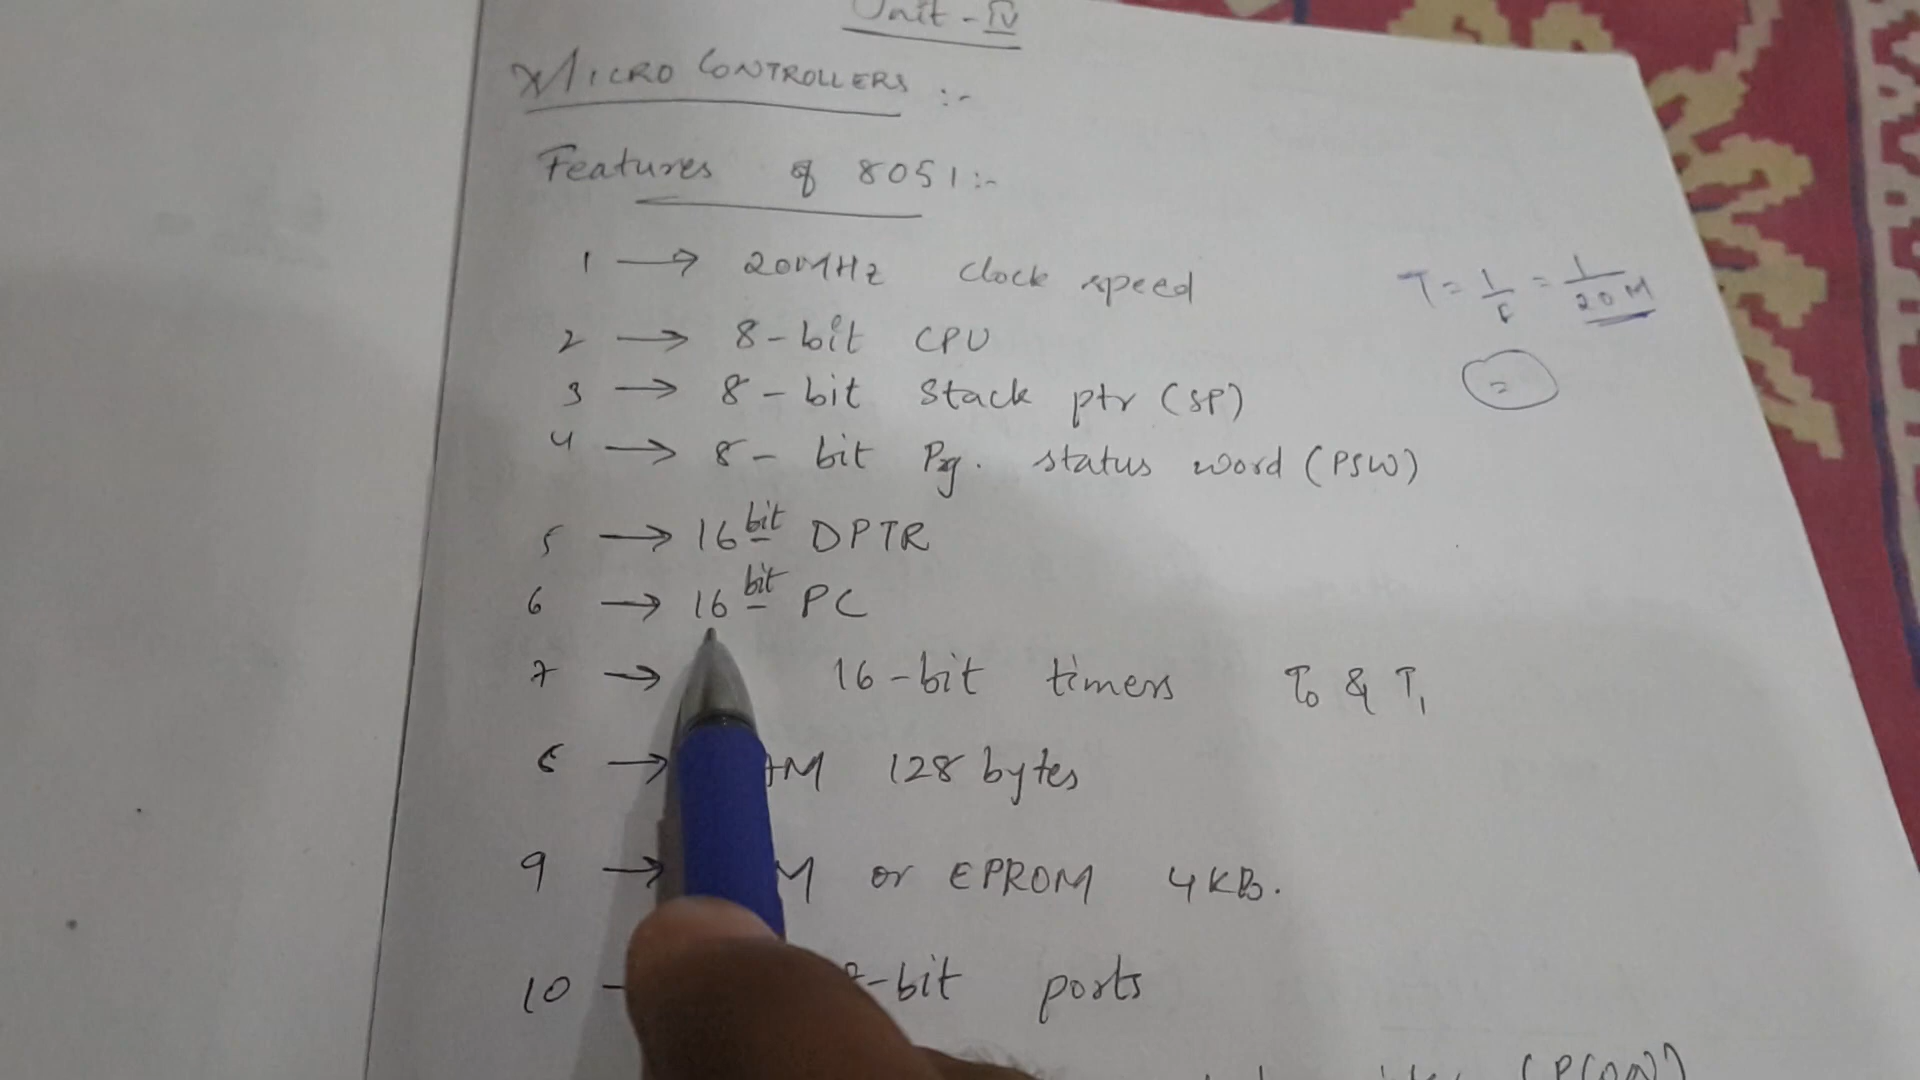 Unit - IV
MICRO CONTROLLERS :-
Features of 8051 :-
1 → 20MHz clock speed
T = 1/f = 1/20M
=
2 → 8-bit CPU
3 → 8-bit Stack ptr (SP)
4 → 8-bit Prg. status word (PSW)
5 → 16 bit DPTR
6 → 16 bit PC
7 → 16-bit timers T0 & T1
8 → 128 bytes
9 → or EPROM 4KB.
10 - -bit ports
(PCON)